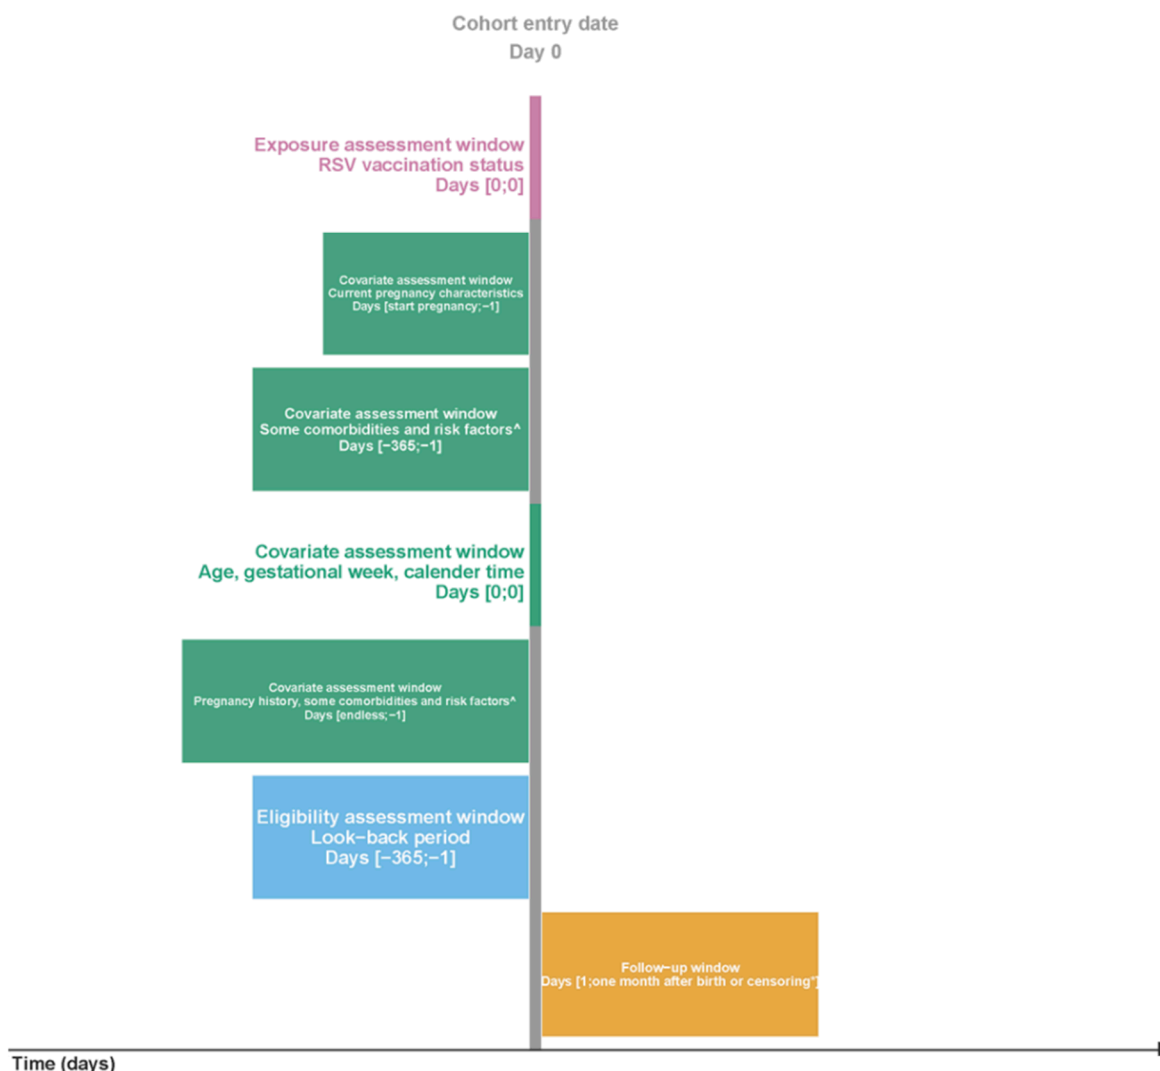 Cohort entry date
Day 0
Exposure assessment window
RSV vaccination status
Days [0;0]
Covariate assessment window
Current pregnancy characteristics
Days [start pregnancy;−1]
Covariate assessment window
Some comorbidities and risk factors^
Days [−365;−1]
Covariate assessment window
Age, gestational week, calender time
Days [0;0]
Covariate assessment window
Pregnancy history, some comorbidities and risk factors^
Days [endless;−1]
Eligibility assessment window
Look−back period
Days [−365;−1]
Follow−up window
Days [1;one month after birth or censoring*]
Time (days)